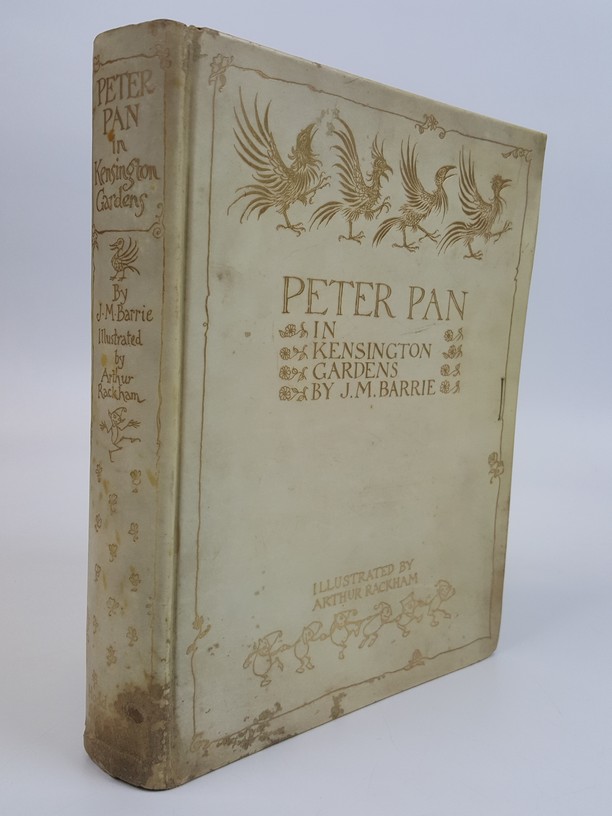 PETER
PAN
in
Kensington
Gardens
By
J.M.Barrie
Illustrated
by
Arthur
Rackham
PETER PAN
IN
KENSINGTON
GARDENS
BY J.M.BARRIE
ILLUSTRATED BY
ARTHUR RACKHAM